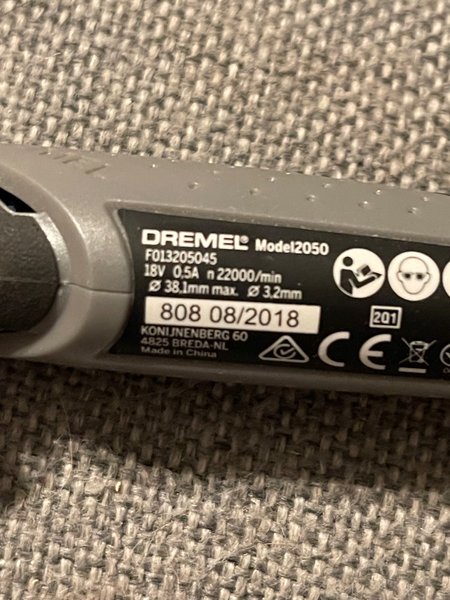 DREMEL® Model2050
F013205045
18V 0.5A n 22000/min
Ø 38.1mm max. Ø 3.2mm
808 08/2018
201
KONIJNENBERG 60
4825 BREDA-NL
Made in China
CE